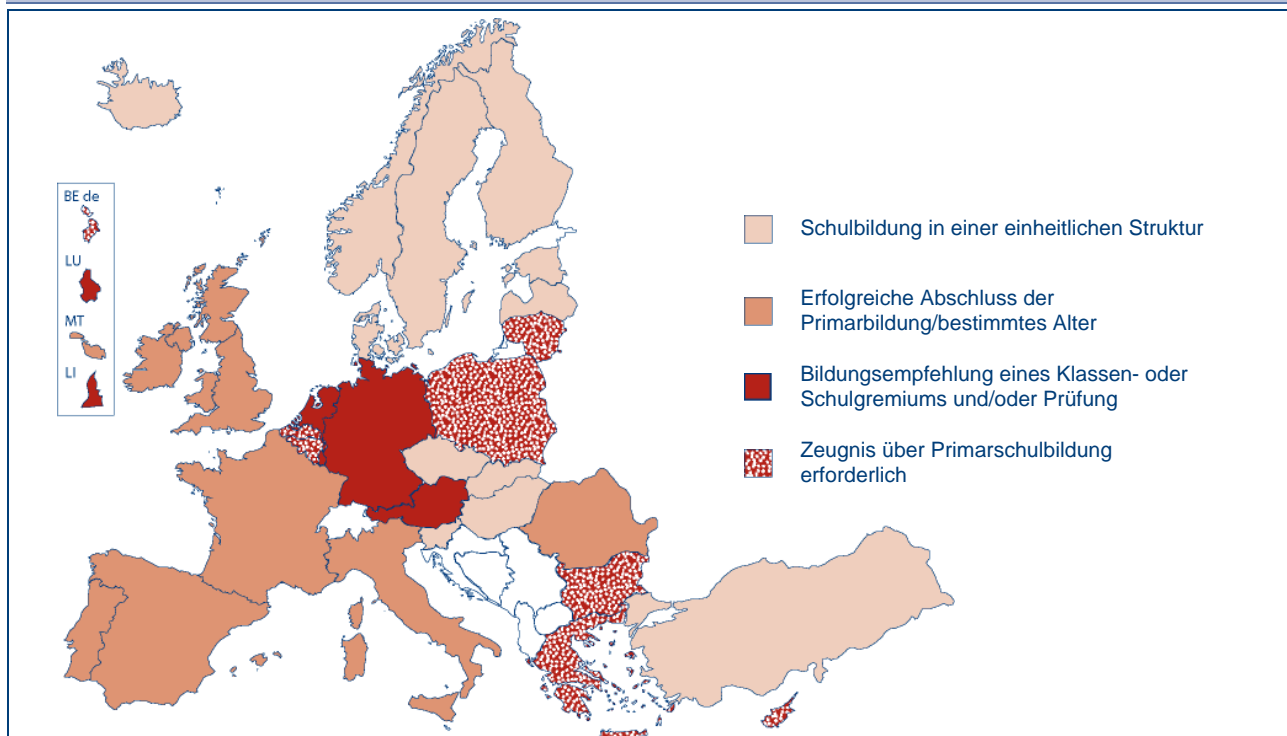 BE de
LU
MT
LI
Schulbildung in einer einheitlichen Struktur
Erfolgreiche Abschluss der
Primarbildung/bestimmtes Alter
Bildungsempfehlung eines Klassen- oder
Schulgremiums und/oder Prüfung
Zeugnis über Primarschulbildung
erforderlich